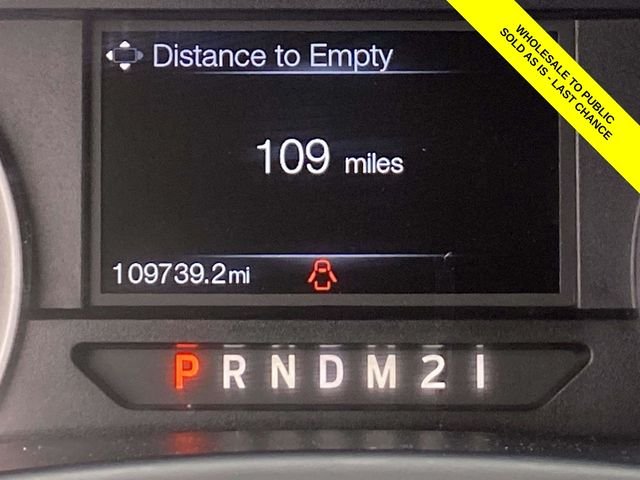 Distance to Empty
109 miles
109739.2mi
P R N D M 2 1
WHOLESALE TO PUBLIC
SOLD AS IS - LAST CHANCE